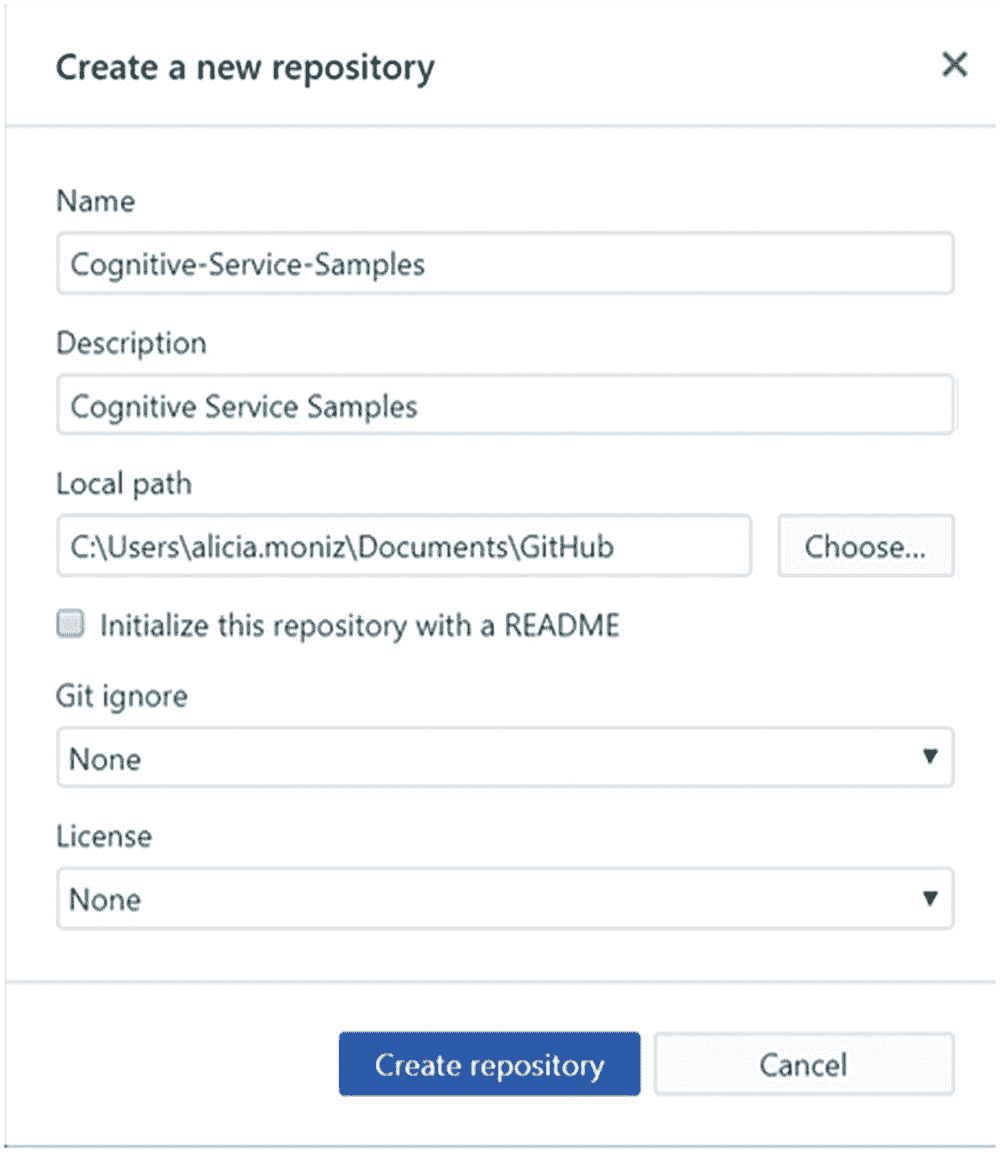 Create a new repository
Name
Cognitive-Service-Samples
Description
Cognitive Service Samples
Local path
C:\Users\alicia.moniz\Documents\GitHub
Choose...
Initialize this repository with a README
Git ignore
None
License
None
Create repository
Cancel